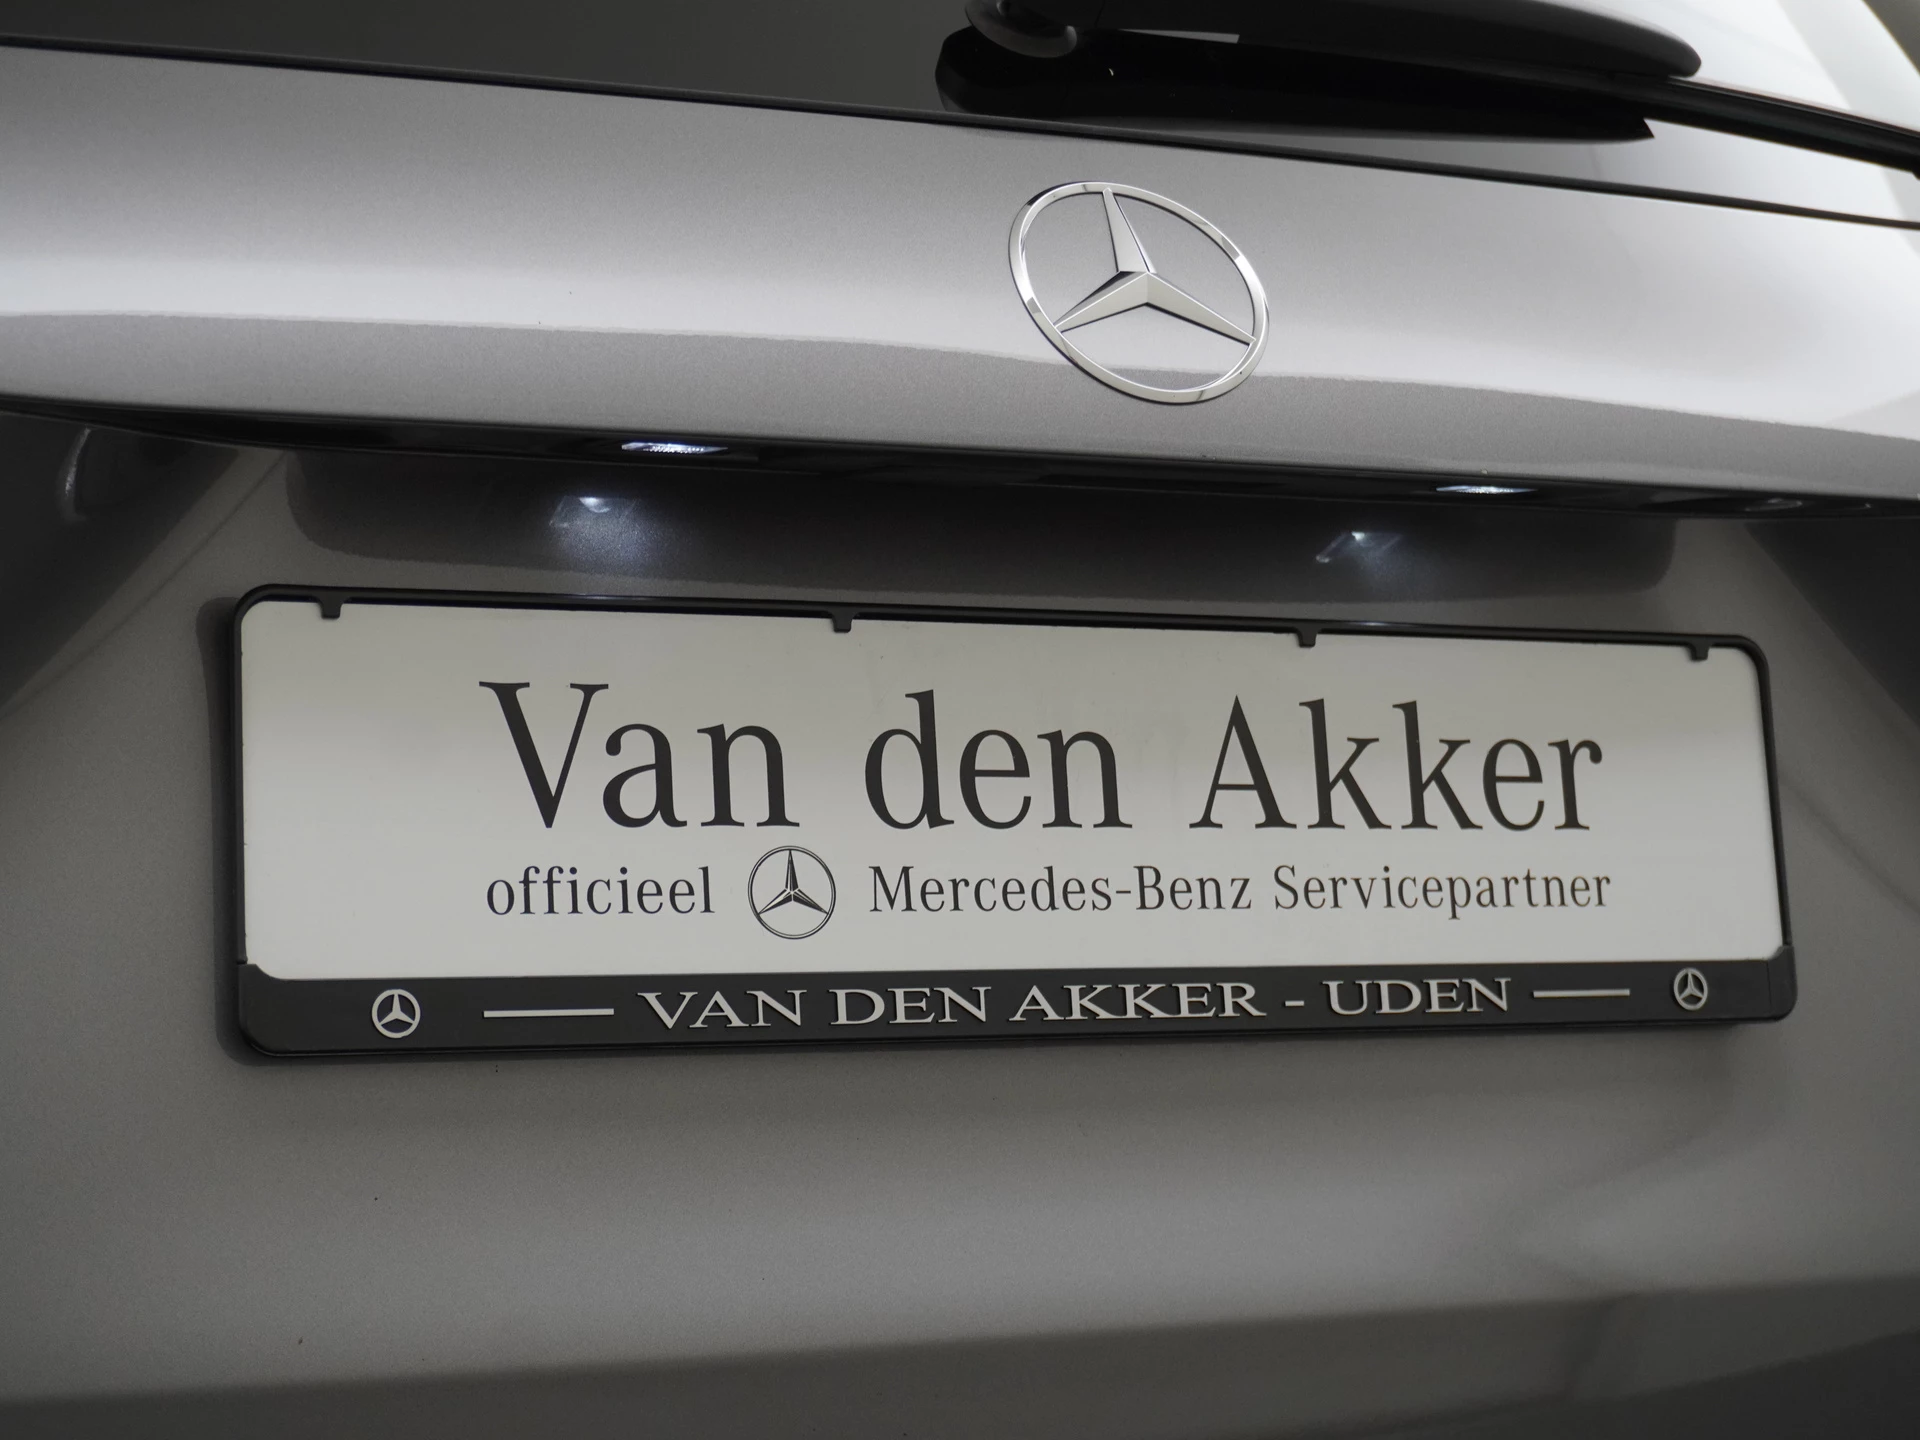 Van den Akker
officieel Mercedes-Benz Servicepartner
VAN DEN AKKER - UDEN